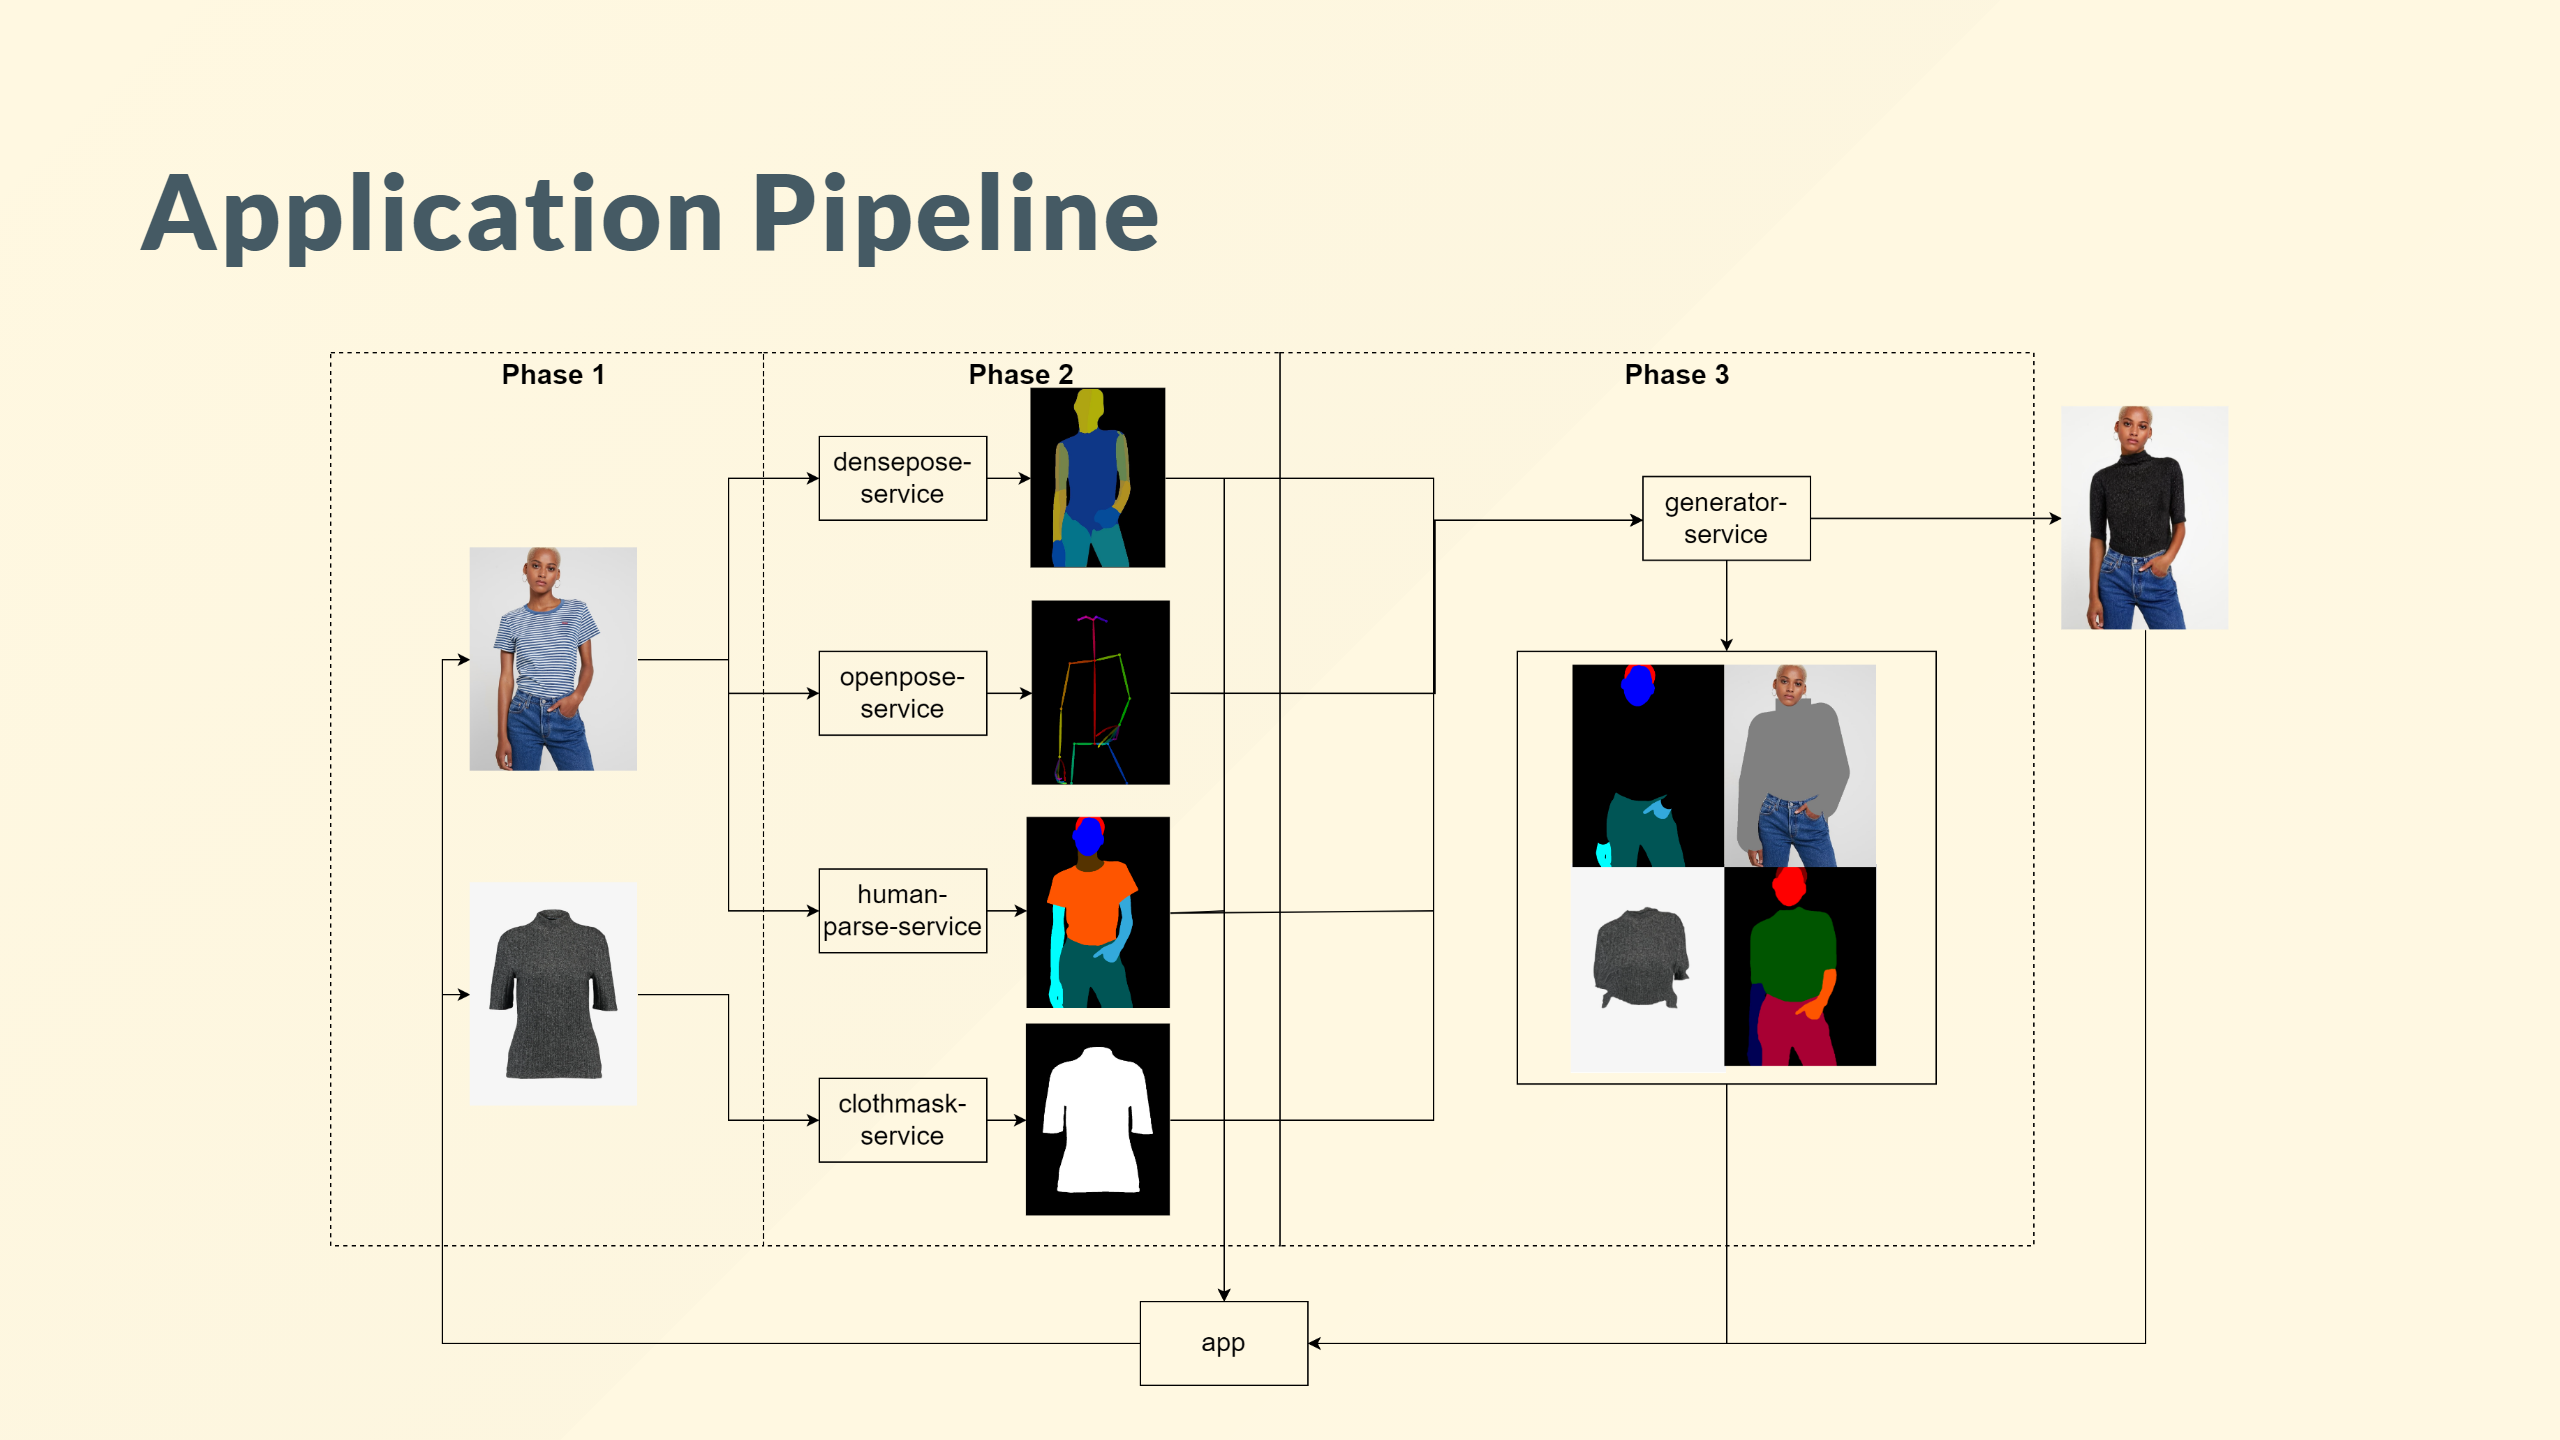 Application Pipeline
Phase 1
Phase 2
Phase 3
densepose-
service
openpose-
service
human-
parse-service
clothmask-
service
generator-
service
app